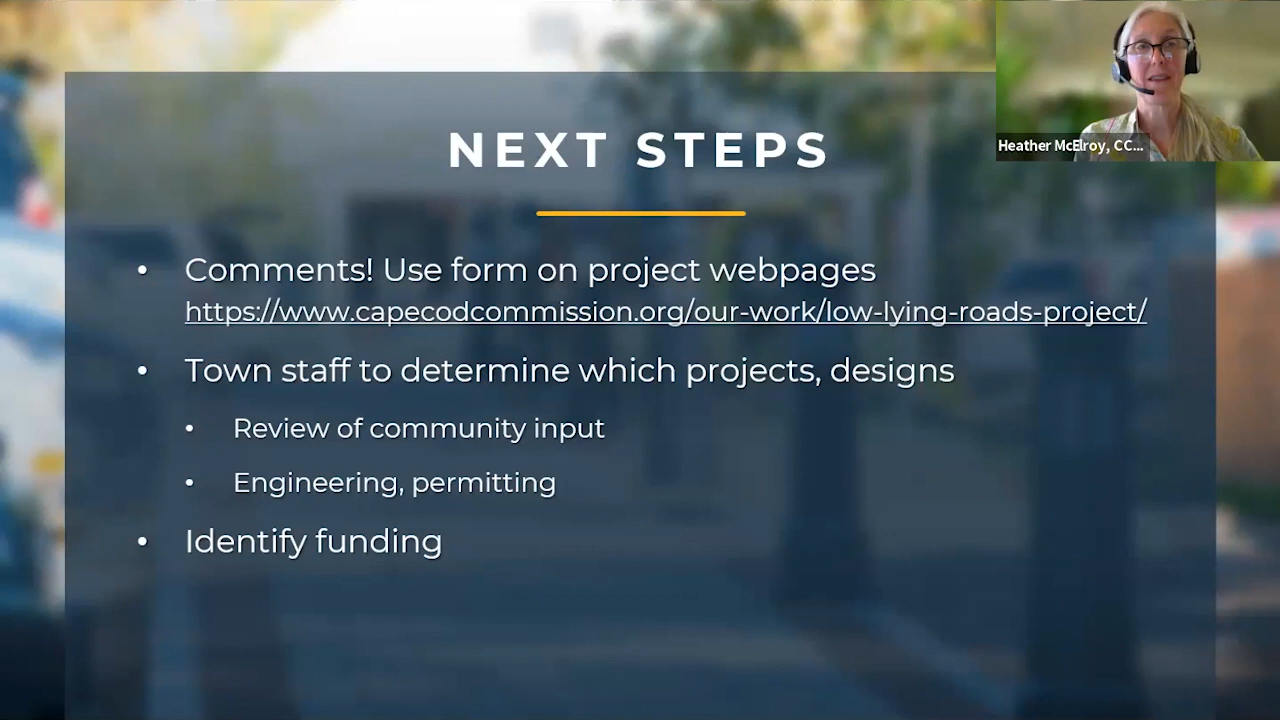 Heather McElroy, CC...
NEXT STEPS
• Comments! Use form on project webpages
https://www.capecodcommission.org/our-work/low-lying-roads-project/
• Town staff to determine which projects, designs
• Review of community input
• Engineering, permitting
• Identify funding